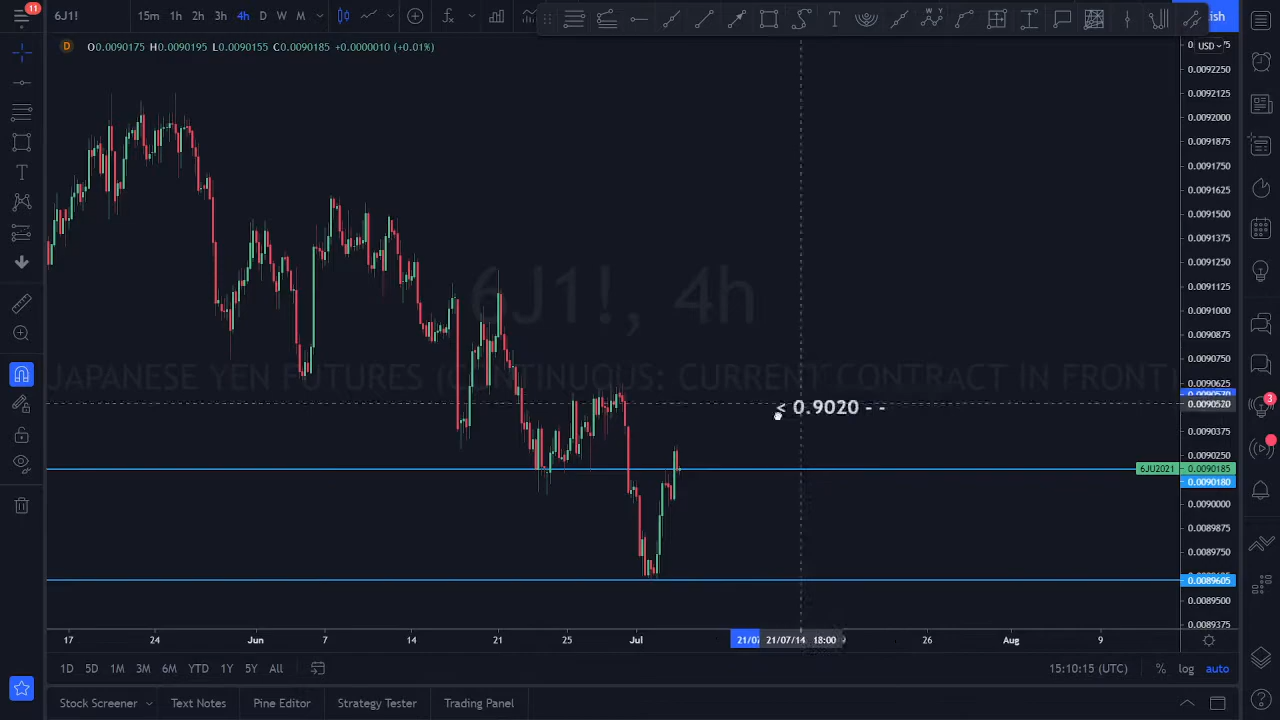 11
6J1!
15m 1h 2h 3h 4h D W M
D O0.0090175 H0.0090195 L0.0090155 C0.0090185 +0.0000010 (+0.01%)
USD
0.0092250
0.0092125
0.0092000
0.0091875
0.0091750
0.0091625
0.0091500
0.0091375
0.0091250
0.0091000
0.0090875
0.0090750
0.0090625
0.0090520
0.0090375
0.0090250
6JU2021 0.0090185
0.0090180
0.0090000
0.0089875
0.0089750
0.0089605
0.0089500
0.0089375
6J1!, 4h
JAPANESE YEN FUTURES (CONTINUOUS: CURRENT CONTRACT IN FRONT)
< 0.9020 - -
3
17 24 Jun 7 14 21 25 Jul 21/07/14 18:00 26 Aug 9
1D 5D 1M 3M 6M YTD 1Y 5Y All
15:10:15 (UTC) % log auto
Stock Screener Text Notes Pine Editor Strategy Tester Trading Panel